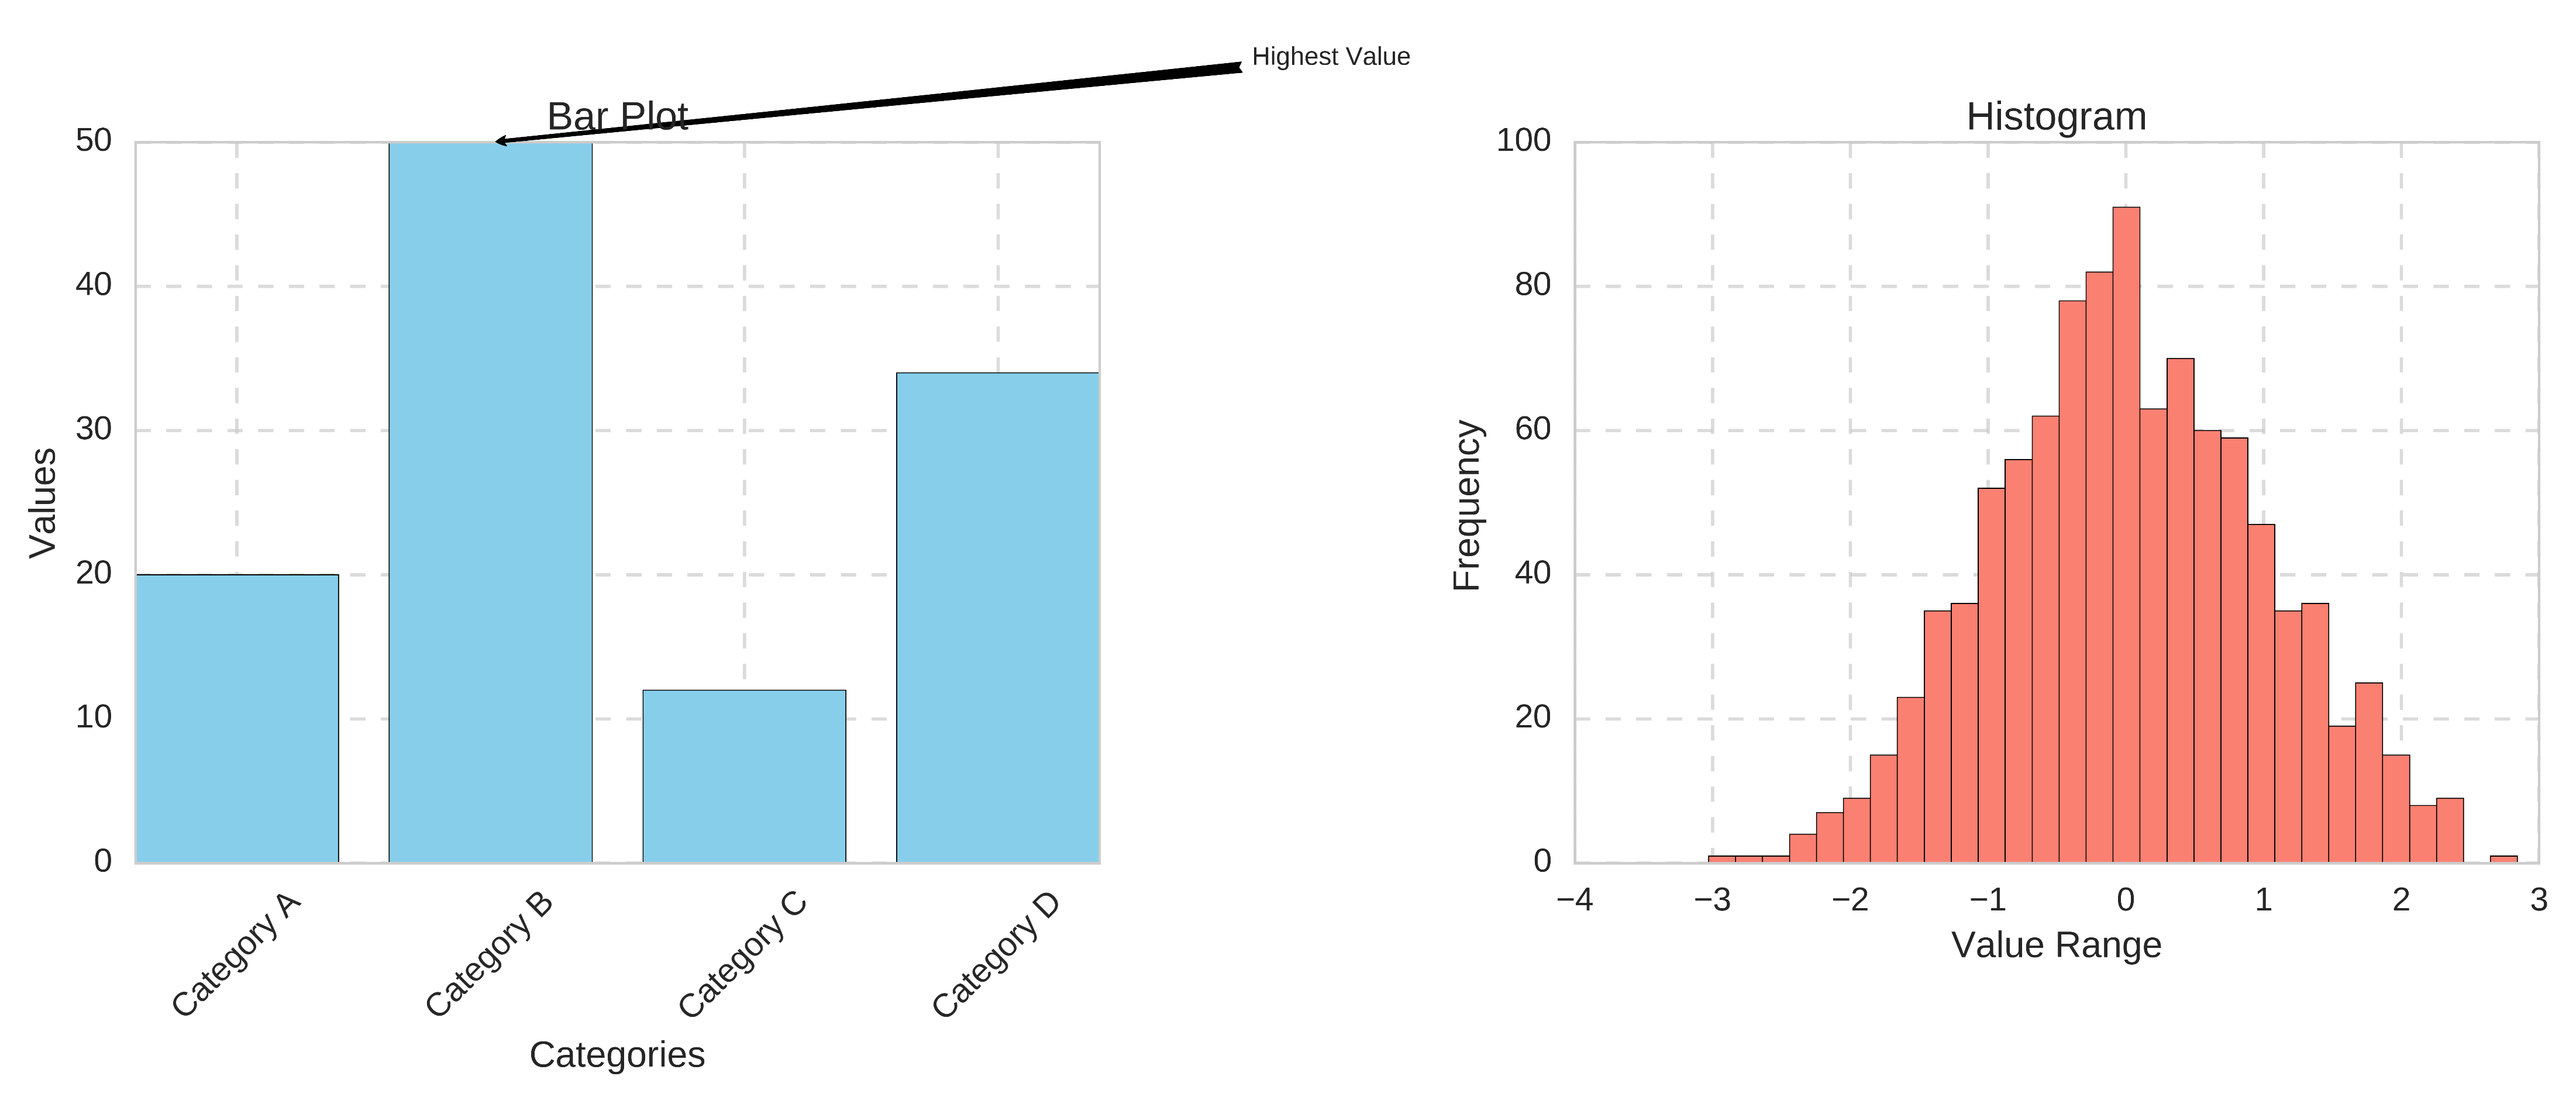 Highest Value
Bar Plot
50
40
30
20
10
0
Values
Category A
Category B
Category C
Category D
Categories
Histogram
100
80
60
40
20
0
Frequency
−4
−3
−2
−1
0
1
2
3
Value Range